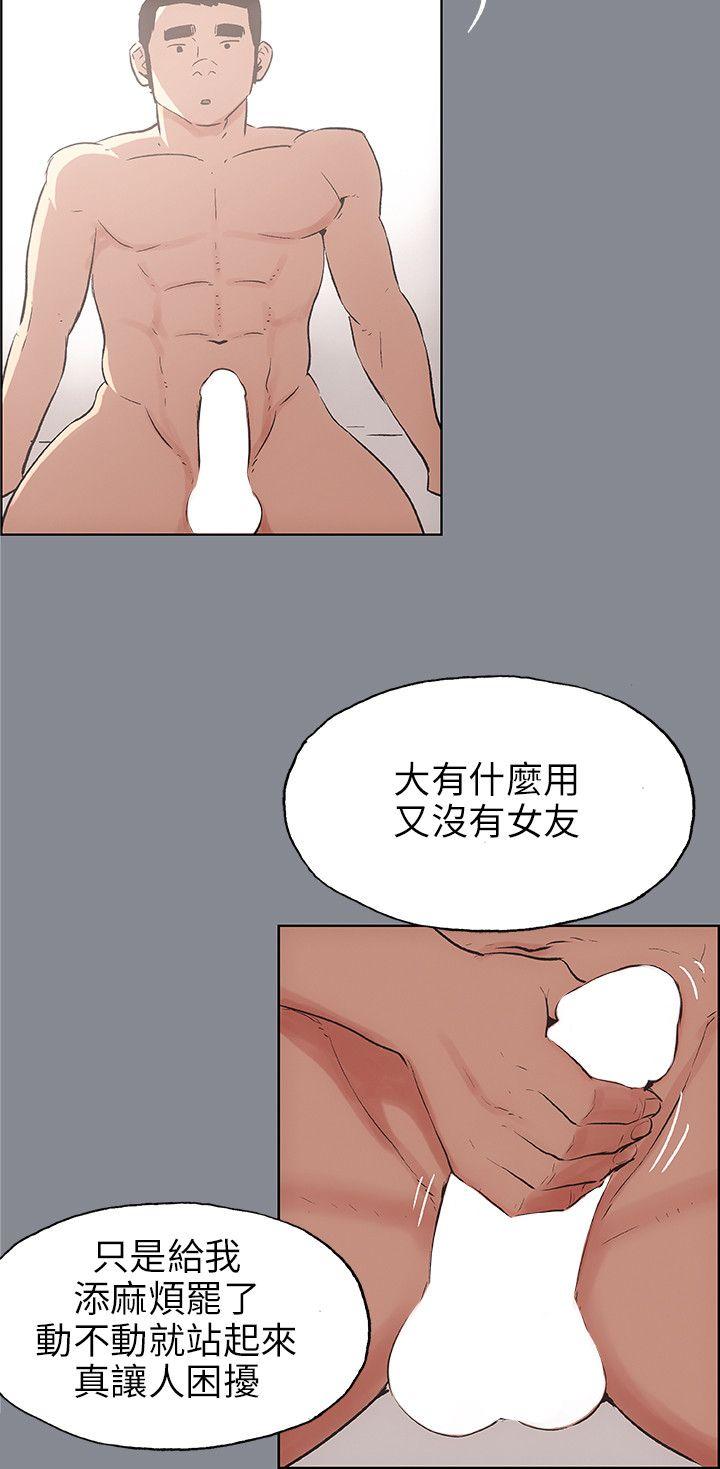 大有什麼用
又沒有女友
只是給我
添麻煩罷了
動不動就站起來
真讓人困擾